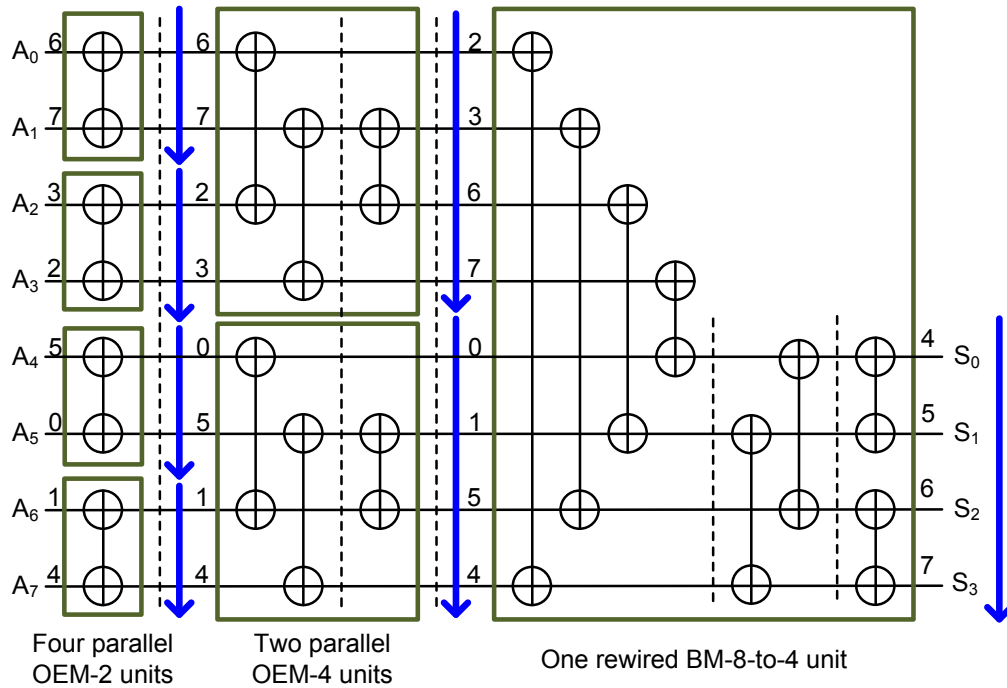 A0 6 6 2
A1 7 7 3
A2 3 2 6
A3 2 3 7
A4 5 0 0 4 S0
A5 0 5 1 5 S1
A6 1 1 5 6 S2
A7 4 4 4 7 S3
Four parallel
OEM-2 units
Two parallel
OEM-4 units
One rewired BM-8-to-4 unit